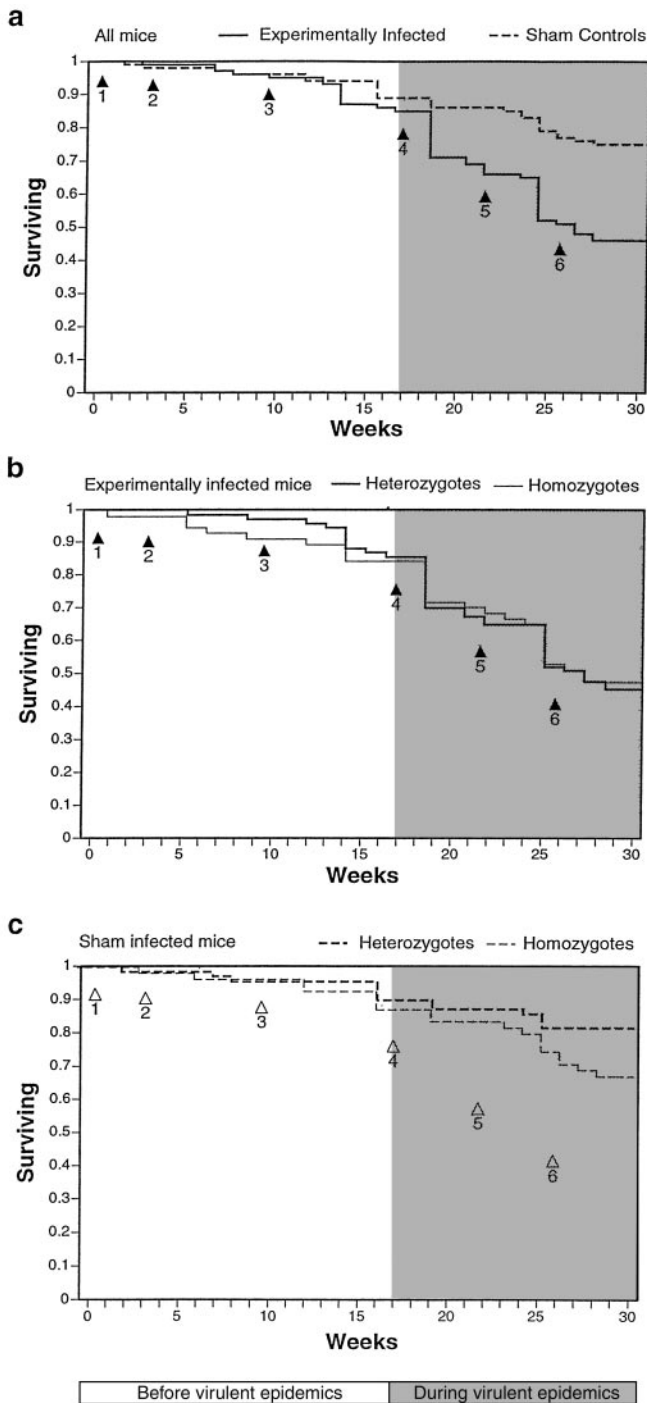 a
All mice — Experimentally Infected --- Sham Controls
1
0.9
0.8
0.7
0.6
0.5
0.4
0.3
0.2
0.1
0
Surviving
1 2 3 4 5 6
0 5 10 15 20 25 30
Weeks
b
Experimentally infected mice — Heterozygotes — Homozygotes
1
0.9
0.8
0.7
0.6
0.5
0.4
0.3
0.2
0.1
0
Surviving
1 2 3 4 5 6
0 5 10 15 20 25 30
Weeks
c
Sham infected mice --- Heterozygotes --- Homozygotes
1
0.9
0.8
0.7
0.6
0.5
0.4
0.3
0.2
0.1
0
Surviving
1 2 3 4 5 6
0 5 10 15 20 25 30
Weeks
Before virulent epidemics During virulent epidemics